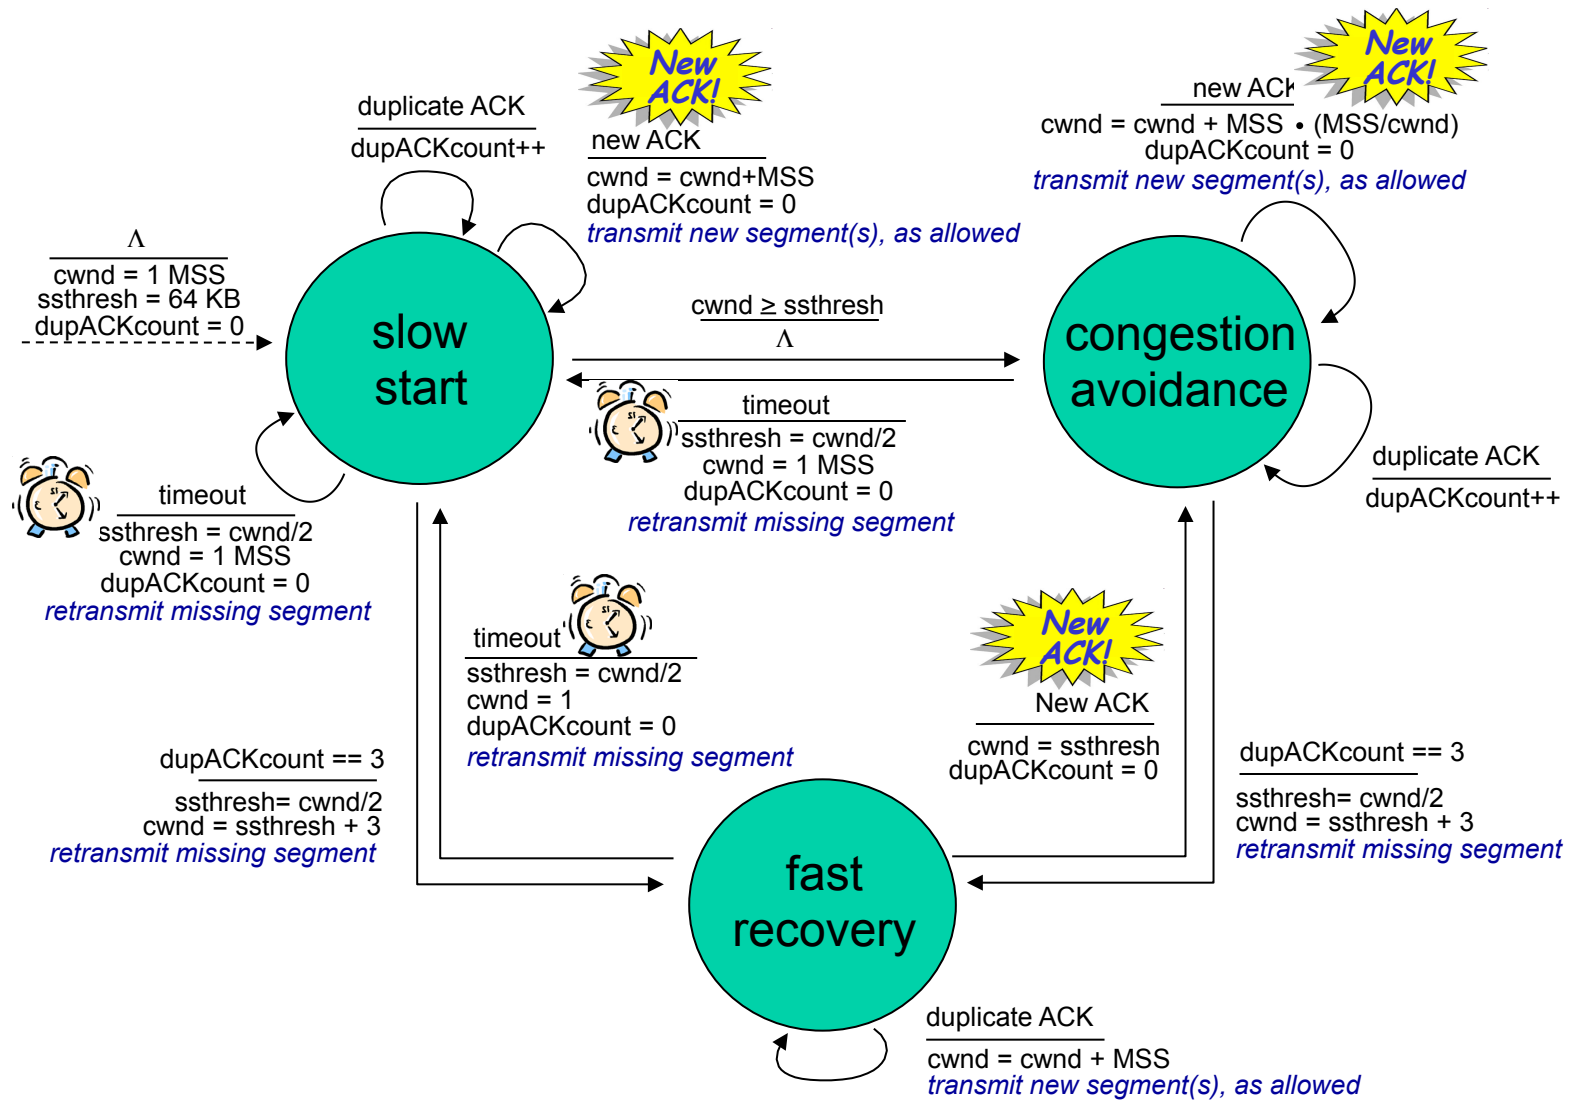 New
ACK!
duplicate ACK
dupACKcount++
new ACK
cwnd = cwnd+MSS
dupACKcount = 0
transmit new segment(s), as allowed
New
ACK!
new ACK
cwnd = cwnd + MSS • (MSS/cwnd)
dupACKcount = 0
transmit new segment(s), as allowed
Λ
cwnd = 1 MSS
ssthresh = 64 KB
dupACKcount = 0
slow
start
cwnd ≥ ssthresh
Λ
congestion
avoidance
timeout
ssthresh = cwnd/2
cwnd = 1 MSS
dupACKcount = 0
retransmit missing segment
timeout
ssthresh = cwnd/2
cwnd = 1 MSS
dupACKcount = 0
retransmit missing segment
duplicate ACK
dupACKcount++
timeout
ssthresh = cwnd/2
cwnd = 1
dupACKcount = 0
retransmit missing segment
New
ACK!
New ACK
cwnd = ssthresh
dupACKcount = 0
dupACKcount == 3
ssthresh= cwnd/2
cwnd = ssthresh + 3
retransmit missing segment
dupACKcount == 3
ssthresh= cwnd/2
cwnd = ssthresh + 3
retransmit missing segment
fast
recovery
duplicate ACK
cwnd = cwnd + MSS
transmit new segment(s), as allowed